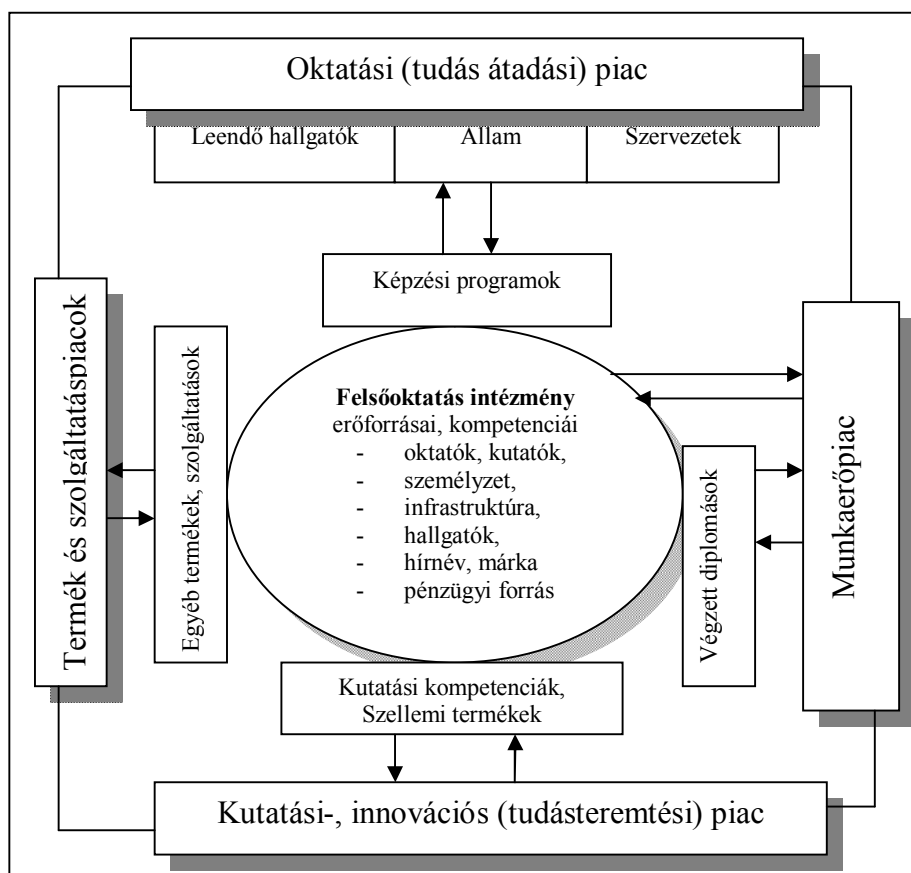 Oktatási (tudás átadási) piac
Leendő hallgatók
Állam
Szervezetek
Képzési programok
Termék és szolgáltatáspiacok
Egyéb termékek, szolgáltatások
Felsőoktatás intézmény
erőforrásai, kompetenciái
- oktatók, kutatók,
- személyzet,
- infrastruktúra,
- hallgatók,
- hírnév, márka
- pénzügyi forrás
Végzett diplomások
Munkaerőpiac
Kutatási kompetenciák,
Szellemi termékek
Kutatási-, innovációs (tudásteremtési) piac